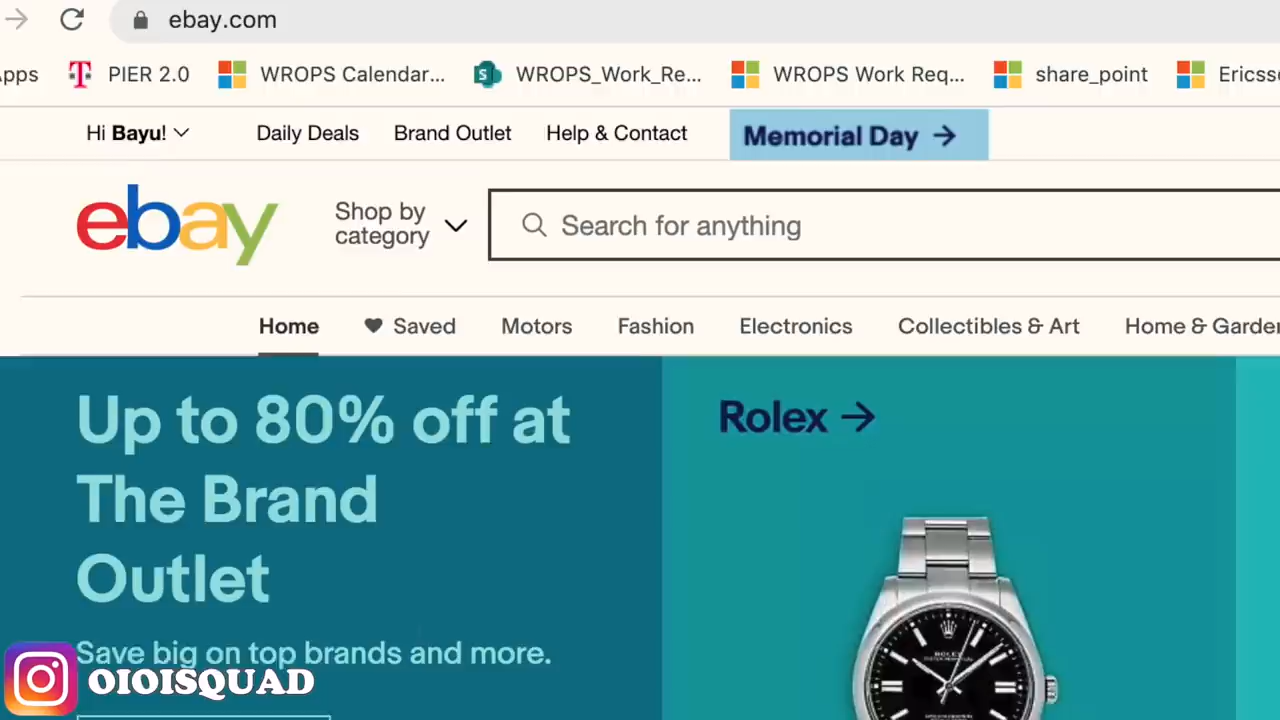 ebay.com
pps PIER 2.0 WROPS Calendar... WROPS_Work_Re... WROPS Work Req... share_point Ericss
Hi Bayu! Daily Deals Brand Outlet Help & Contact Memorial Day →
ebay
Shop by
category
Search for anything
Home Saved Motors Fashion Electronics Collectibles & Art Home & Garden
Up to 80% off at
The Brand
Outlet
Save big on top brands and more.
Rolex →
ROLEX
OIOISQUAD